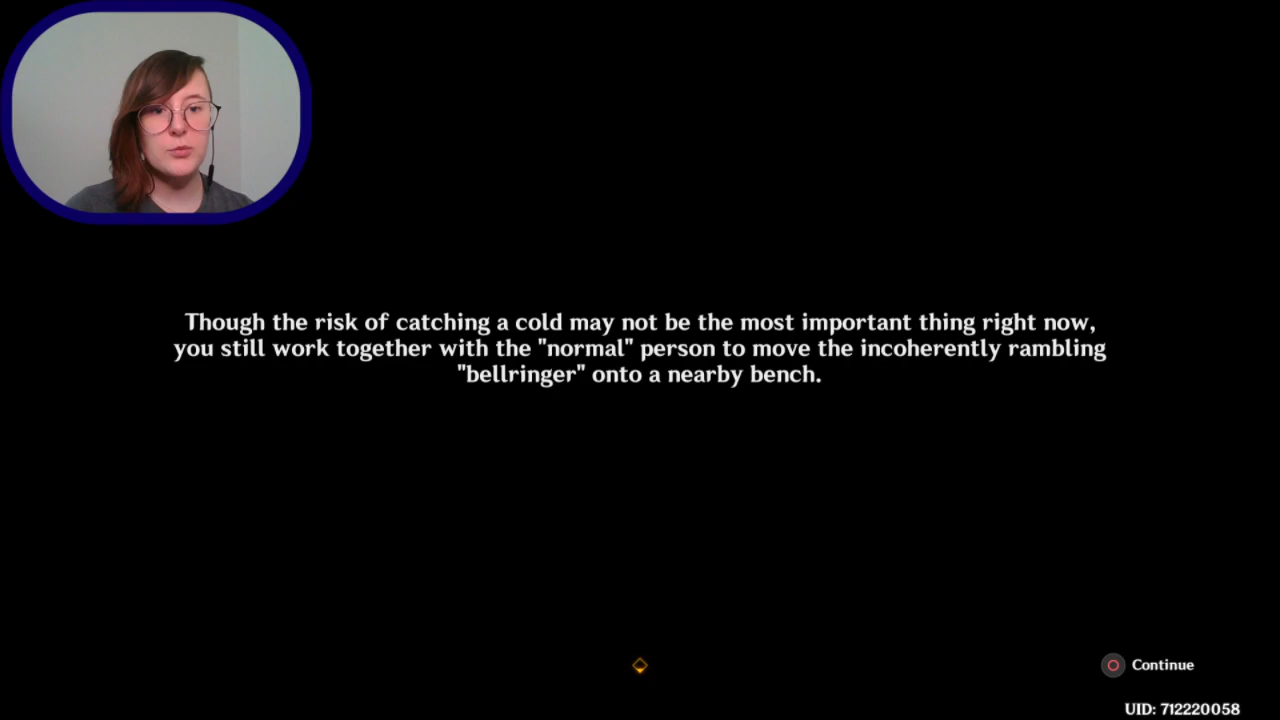 Though the risk of catching a cold may not be the most important thing right now,
you still work together with the "normal" person to move the incoherently rambling
"bellringer" onto a nearby bench.
Continue
UID: 712220058